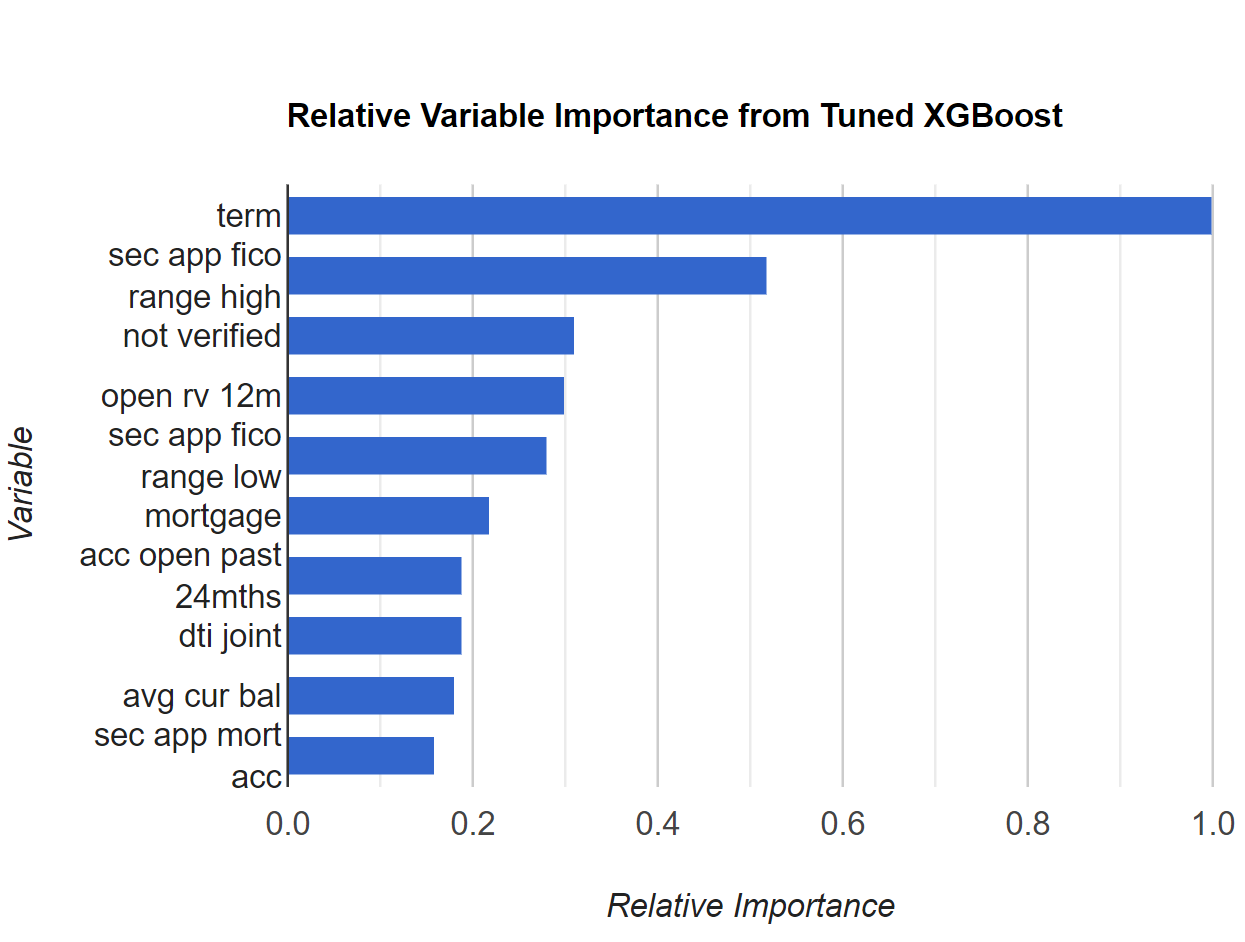 Relative Variable Importance from Tuned XGBoost
term
sec app fico
range high
not verified
open rv 12m
sec app fico
range low
mortgage
acc open past
24mths
dti joint
avg cur bal
sec app mort
acc
Variable
0.0 0.2 0.4 0.6 0.8 1.0
Relative Importance